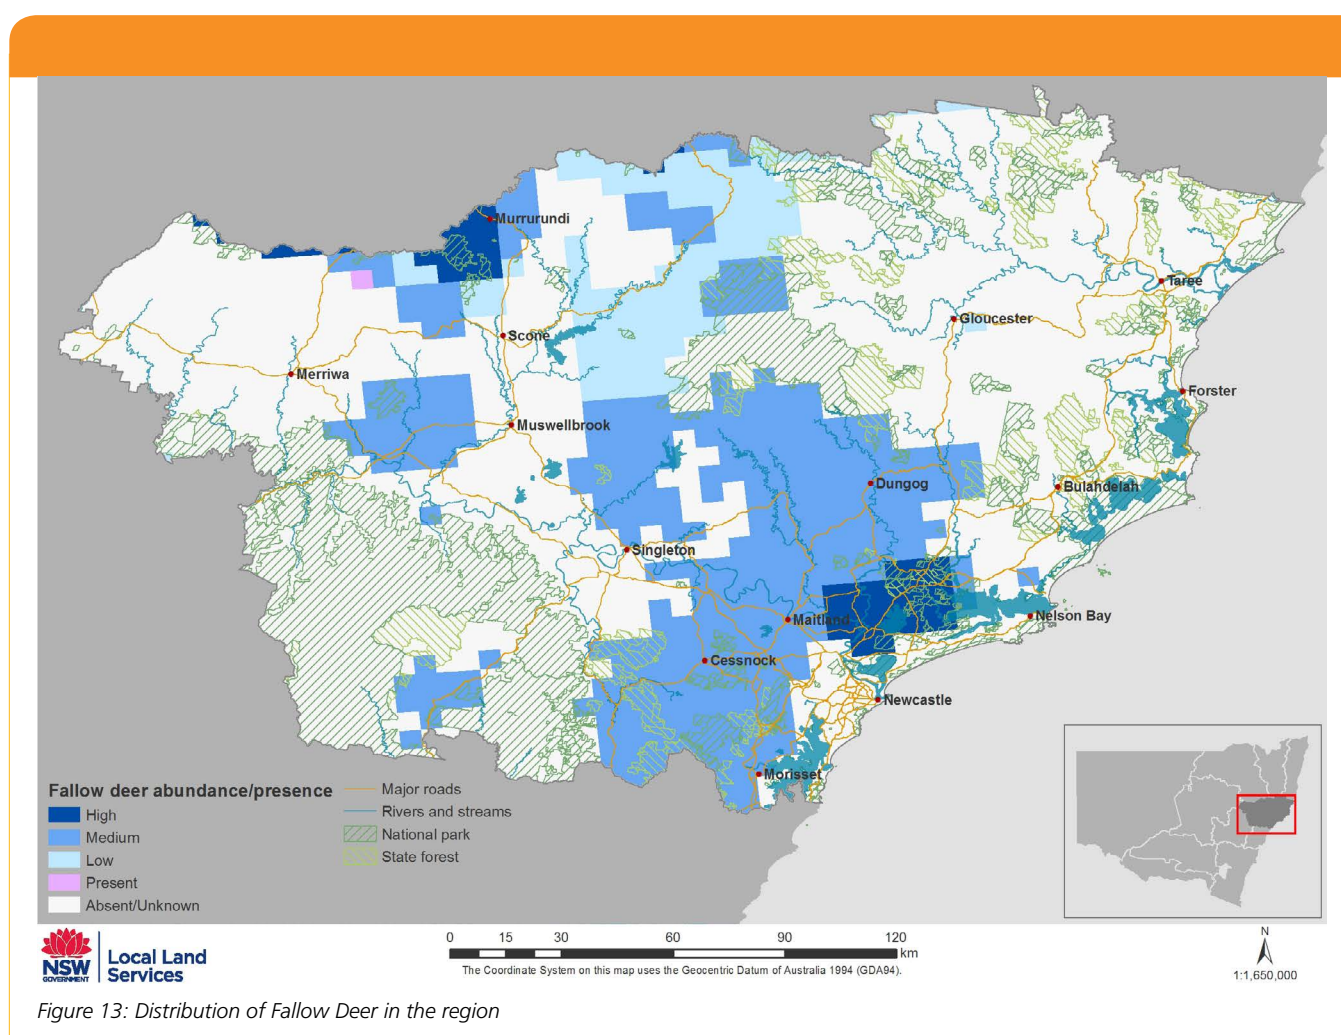 Murrurundi
Taree
Gloucester
Scone
Merriwa
Forster
Muswellbrook
Dungog
Bulahdelah
Singleton
Maitland
Nelson Bay
Cessnock
Newcastle
Morisset
Fallow deer abundance/presence
High
Medium
Low
Present
Absent/Unknown
Major roads
Rivers and streams
National park
State forest
NSW
GOVERNMENT
Local Land
Services
0 15 30 60 90 120
km
The Coordinate System on this map uses the Geocentric Datum of Australia 1994 (GDA94).
N
1:1,650,000
Figure 13: Distribution of Fallow Deer in the region